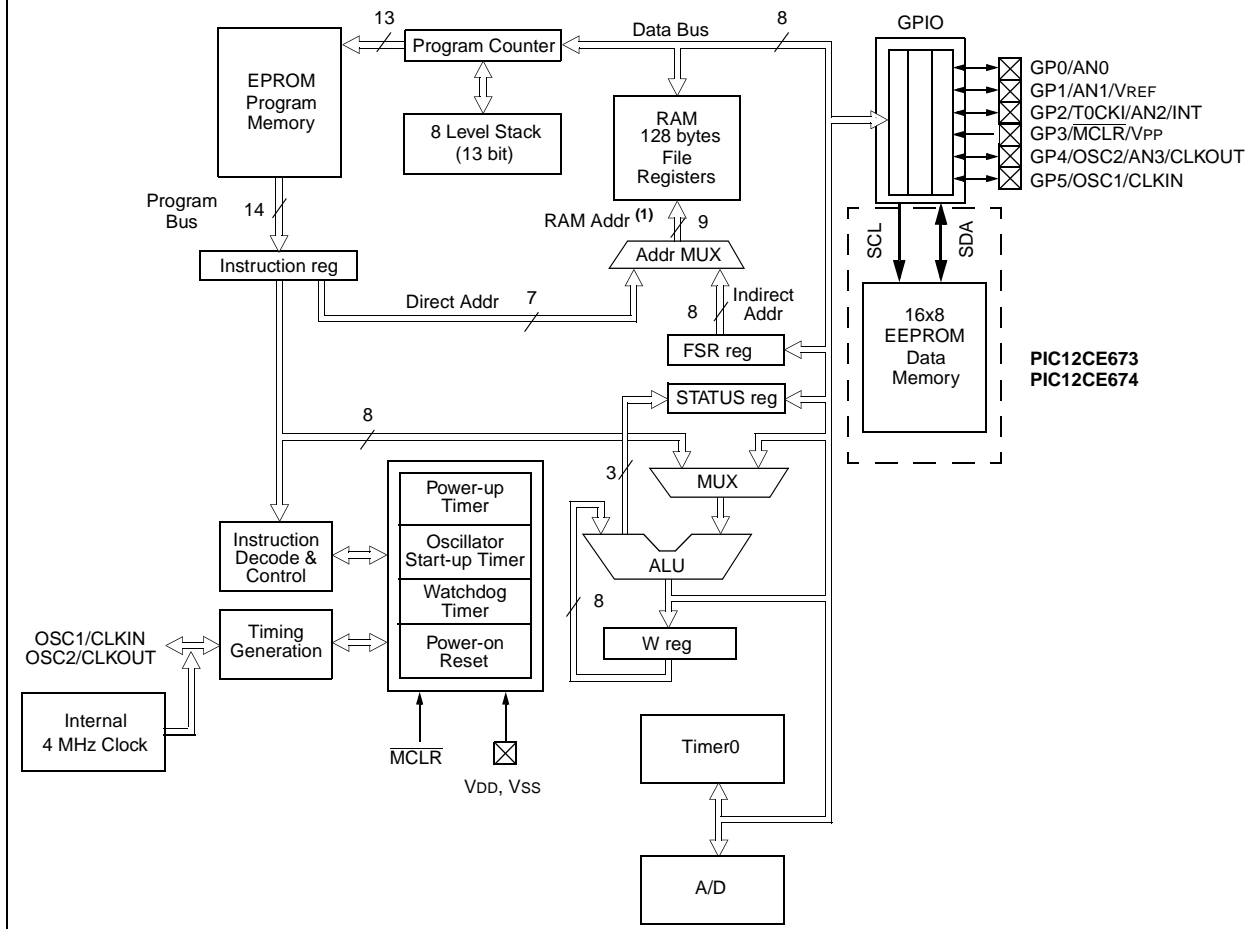 13
Data Bus
8
GPIO
Program Counter
EPROM
Program
Memory
8 Level Stack
(13 bit)
RAM
128 bytes
File
Registers
GP0/AN0
GP1/AN1/VREF
GP2/T0CKI/AN2/INT
GP3/MCLR/VPP
GP4/OSC2/AN3/CLKOUT
GP5/OSC1/CLKIN
Program
Bus
14
RAM Addr (1)
9
SCL
SDA
Instruction reg
Addr MUX
Direct Addr
7
8
Indirect
Addr
16x8
EEPROM
Data
Memory
PIC12CE673
PIC12CE674
FSR reg
STATUS reg
8
3
MUX
Power-up
Timer
Instruction
Decode &
Control
Oscillator
Start-up Timer
ALU
Watchdog
Timer
8
OSC1/CLKIN
OSC2/CLKOUT
Timing
Generation
Power-on
Reset
W reg
Internal
4 MHz Clock
MCLR
VDD, VSS
Timer0
A/D